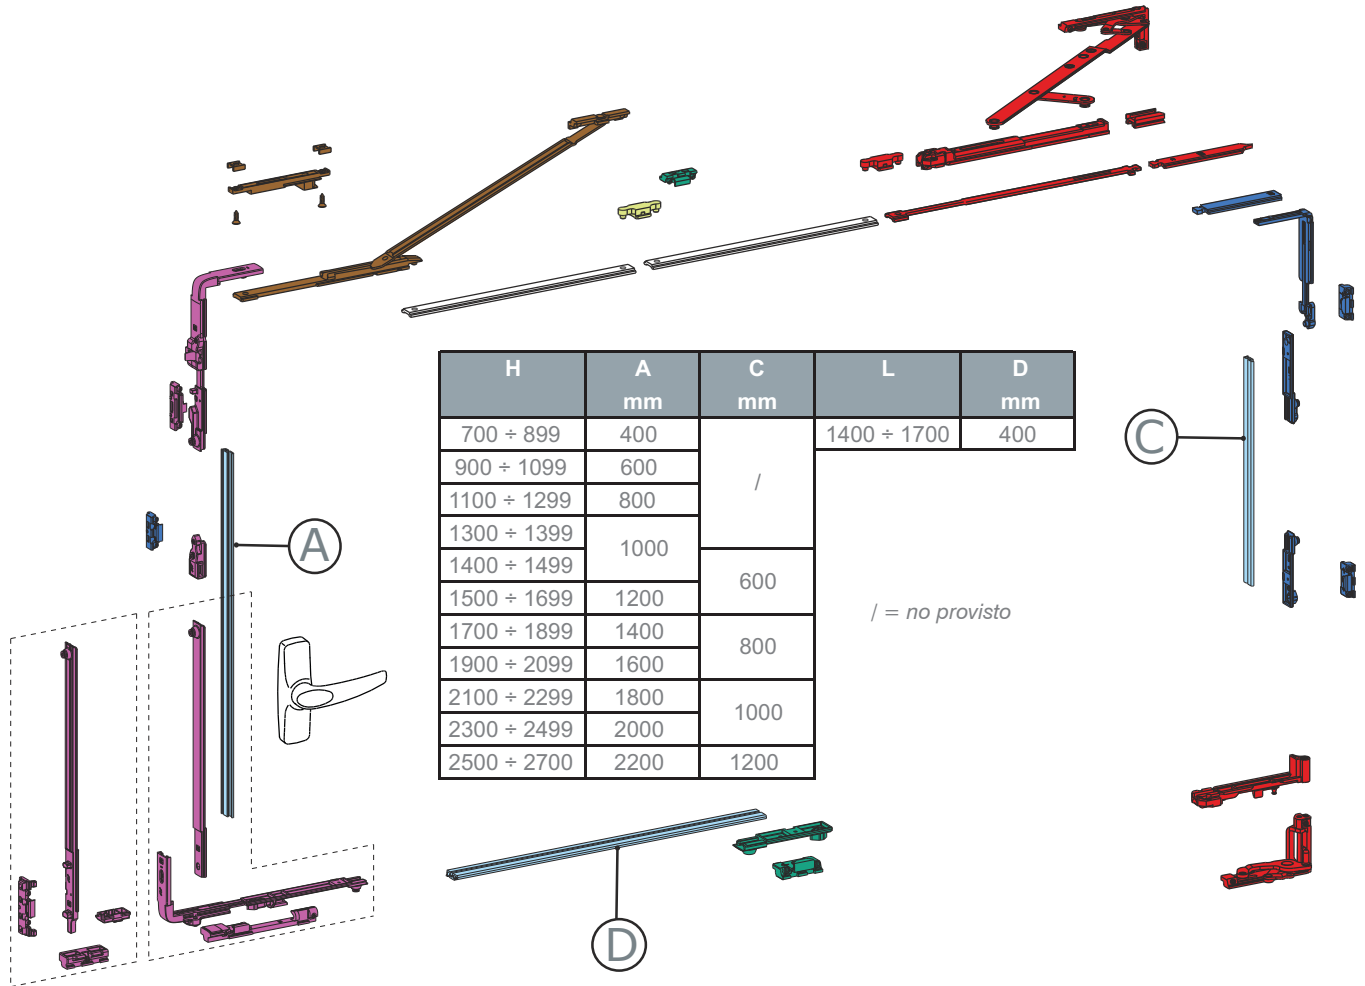 H A C L D
mm mm mm
700 ÷ 899 400 / 1400 ÷ 1700 400
900 ÷ 1099 600
1100 ÷ 1299 800
1300 ÷ 1399 1000
1400 ÷ 1499 600
1500 ÷ 1699 1200
1700 ÷ 1899 1400 800
1900 ÷ 2099 1600
2100 ÷ 2299 1800 1000
2300 ÷ 2499 2000
2500 ÷ 2700 2200 1200
/ = no provisto
A
C
D